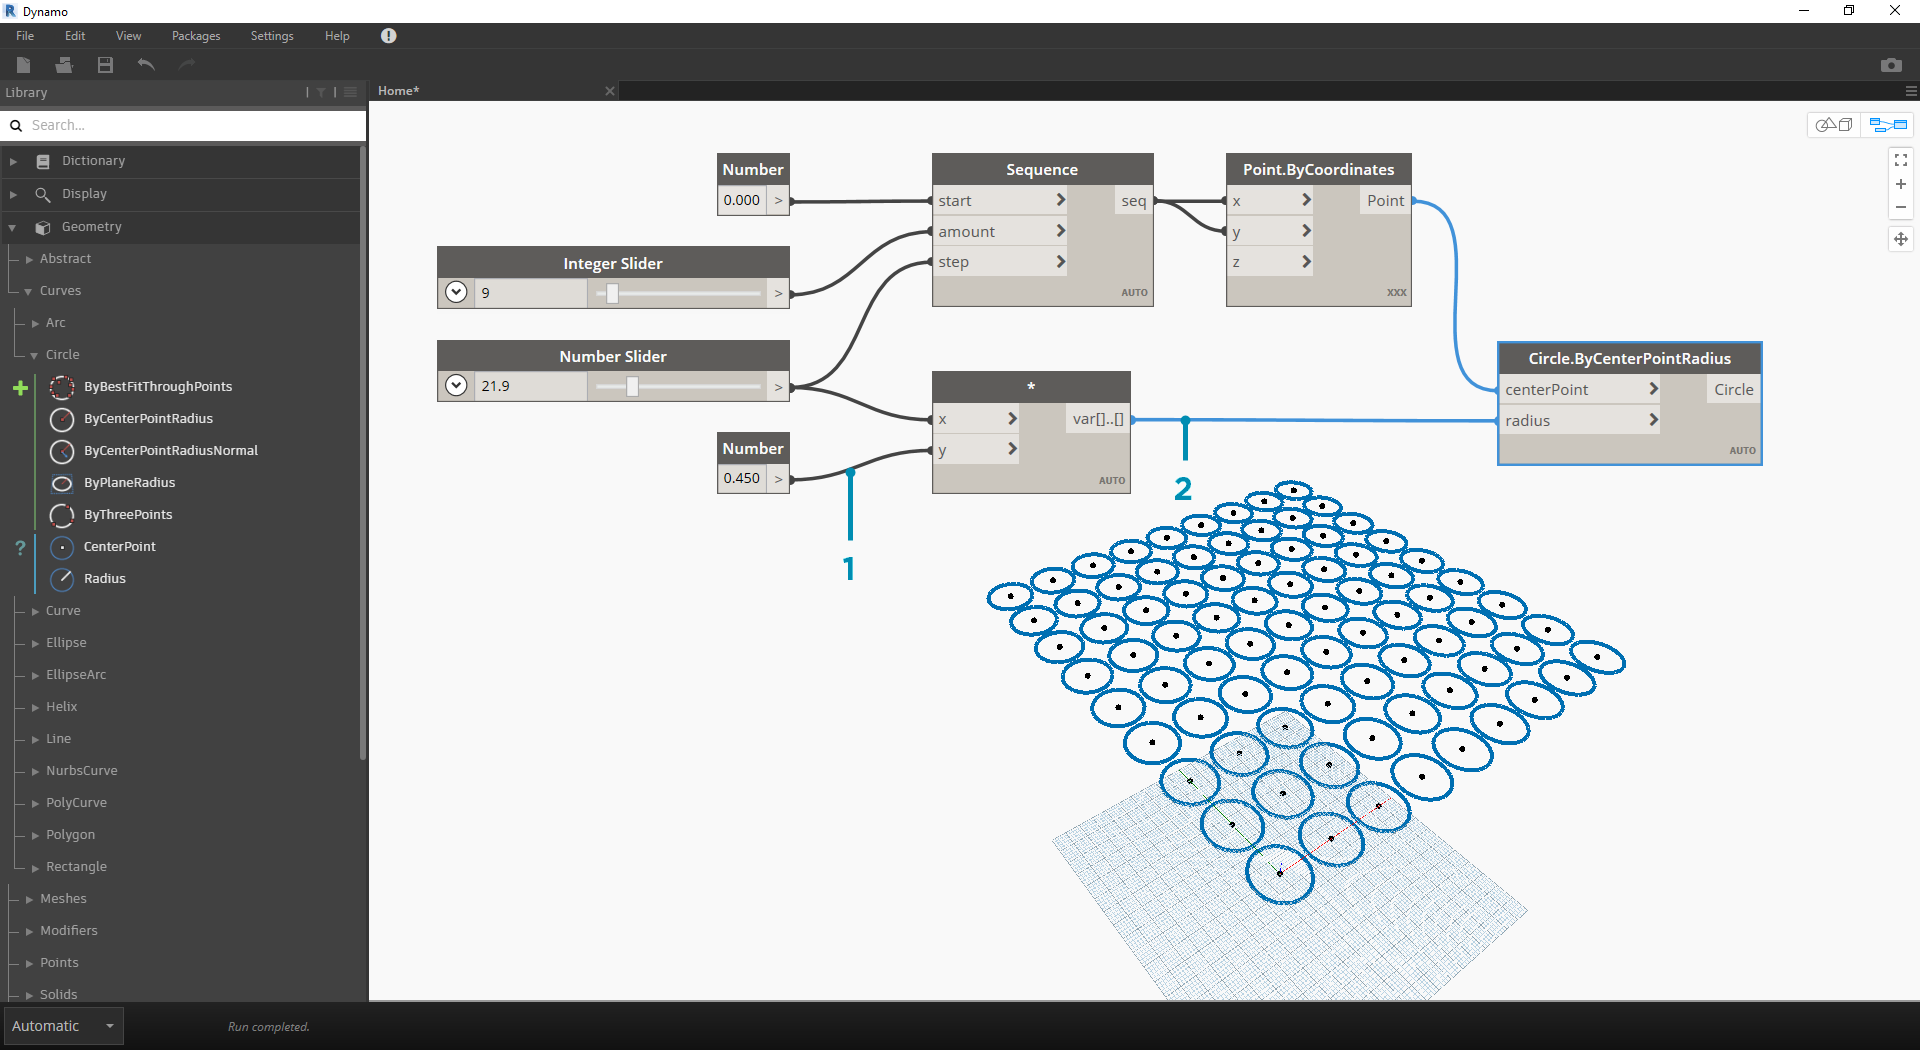 Dynamo
File Edit View Packages Settings Help
Library
Home*
Search...
Dictionary
Display
Geometry
Abstract
Curves
Arc
Circle
ByBestFitThroughPoints
ByCenterPointRadius
ByCenterPointRadiusNormal
ByPlaneRadius
ByThreePoints
? CenterPoint
Radius
Curve
Ellipse
EllipseArc
Helix
Line
NurbsCurve
PolyCurve
Polygon
Rectangle
Meshes
Modifiers
Points
Solids
Number
0.000 >
Integer Slider
9 >
Number Slider
21.9 >
Number
0.450 >
Sequence
start > seq
amount >
step >
AUTO
*
x > var[]..[]
y >
AUTO
Point.ByCoordinates
x > Point
y >
z >
XXX
Circle.ByCenterPointRadius
centerPoint > Circle
radius >
AUTO
1
2
Automatic
Run completed.